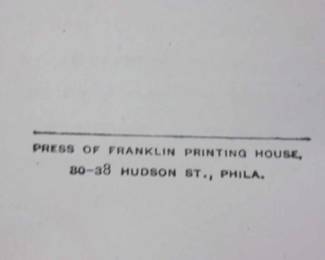 PRESS OF FRANKLIN PRINTING HOUSE,
80-38 HUDSON ST., PHILA.